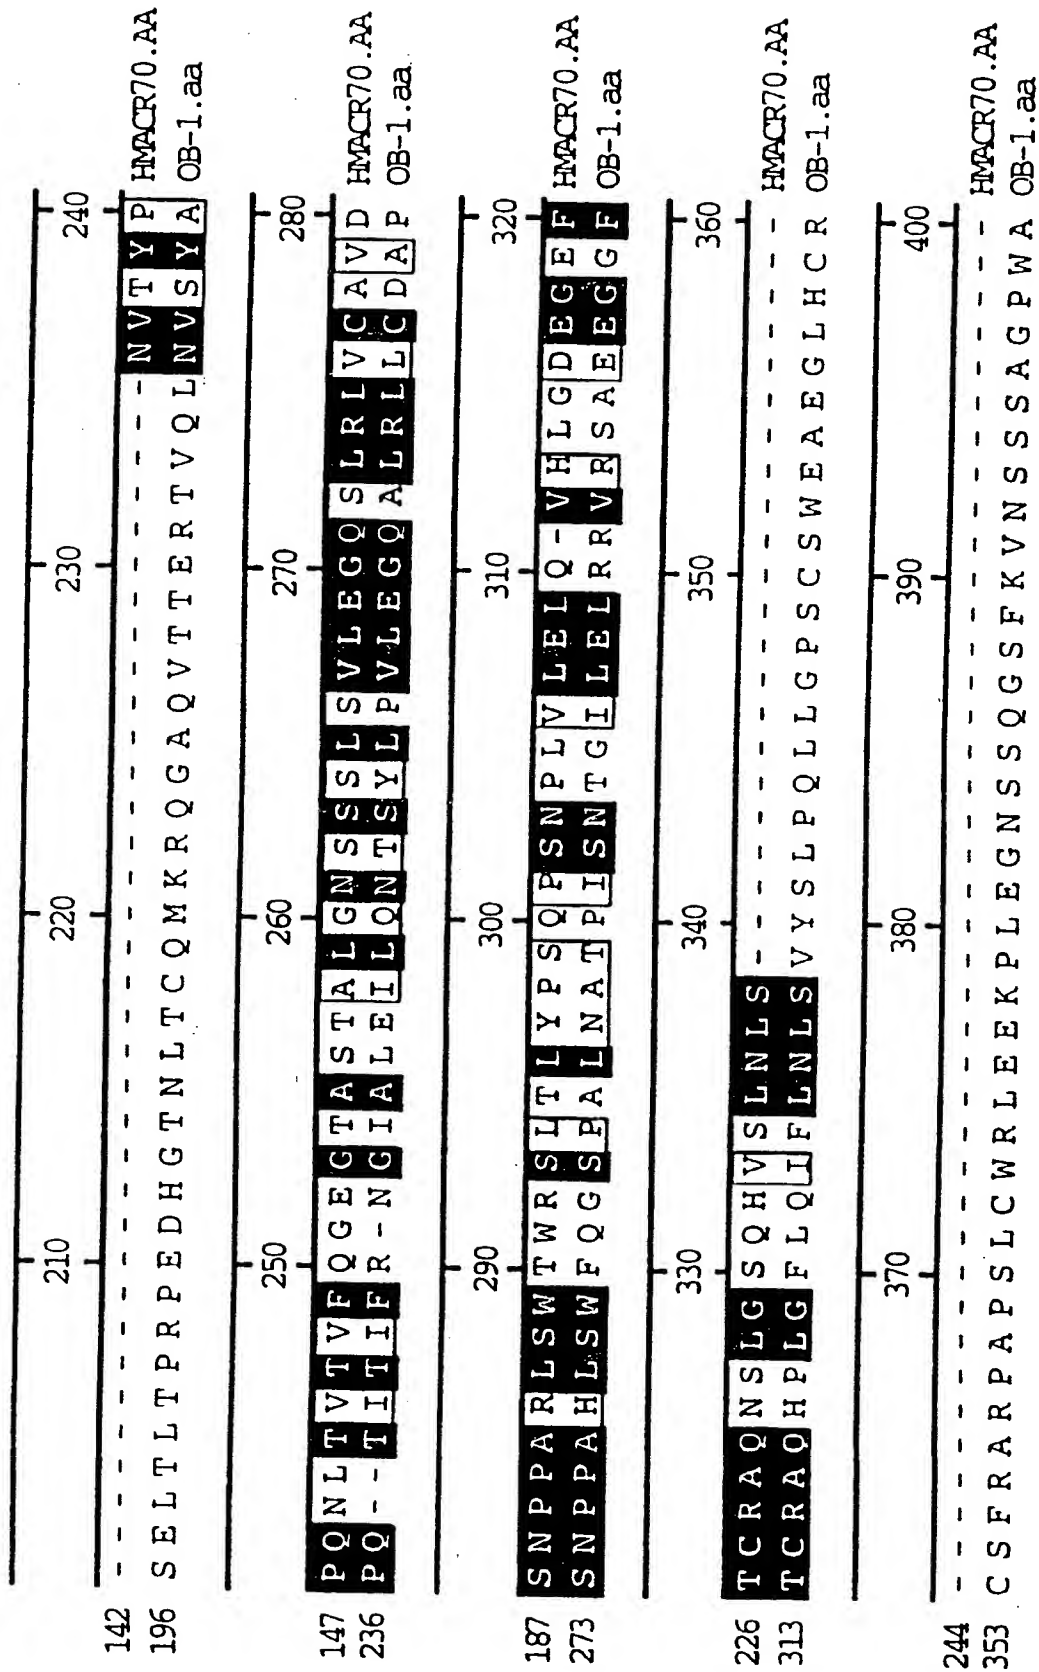 210 220 230 240
142 - - - - - - - - - - - - - - - - - - - - - - - - - - - - - - - - - - - N V T Y P HMACR70.AA
196 S E L T L T P R P E D H G T N L T C Q M K R Q G A Q V T T E R T V Q L N V S Y A OB-1.aa
250 260 270 280
147 P Q N L T V T V F Q G E G T A S T A L G N S S S L S V L E G Q S L R L V C A V D HMACR70.AA
236 P Q - - T I T I F R - N G I A L E I L Q N T S Y L P V L E G Q A L R L L C D A P OB-1.aa
290 300 310 320
187 S N P P A R L S W T W R S L T L Y P S Q P S N P L V L E L Q - V H L G D E G E F HMACR70.AA
273 S N P P A H L S W F Q G S P A L N A T P I S N T G I L E L R R V R S A E E G G F OB-1.aa
330 340 350 360
226 T C R A Q N S L G S Q H V S L N L S - - - - - - - - - - - - - - - - - - - - - - HMACR70.AA
313 T C R A Q H P L G F L Q I F L N L S V Y S L P Q L L G P S C S W E A E G L H C R OB-1.aa
370 380 390 400
244 - - - - - - - - - - - - - - - - - - - - - - - - - - - - - - - - - - - - - - - - HMACR70.AA
353 C S F R A R P A P S L C W R L E E K P L E G N S S Q G S F K V N S S S A G P W A OB-1.aa